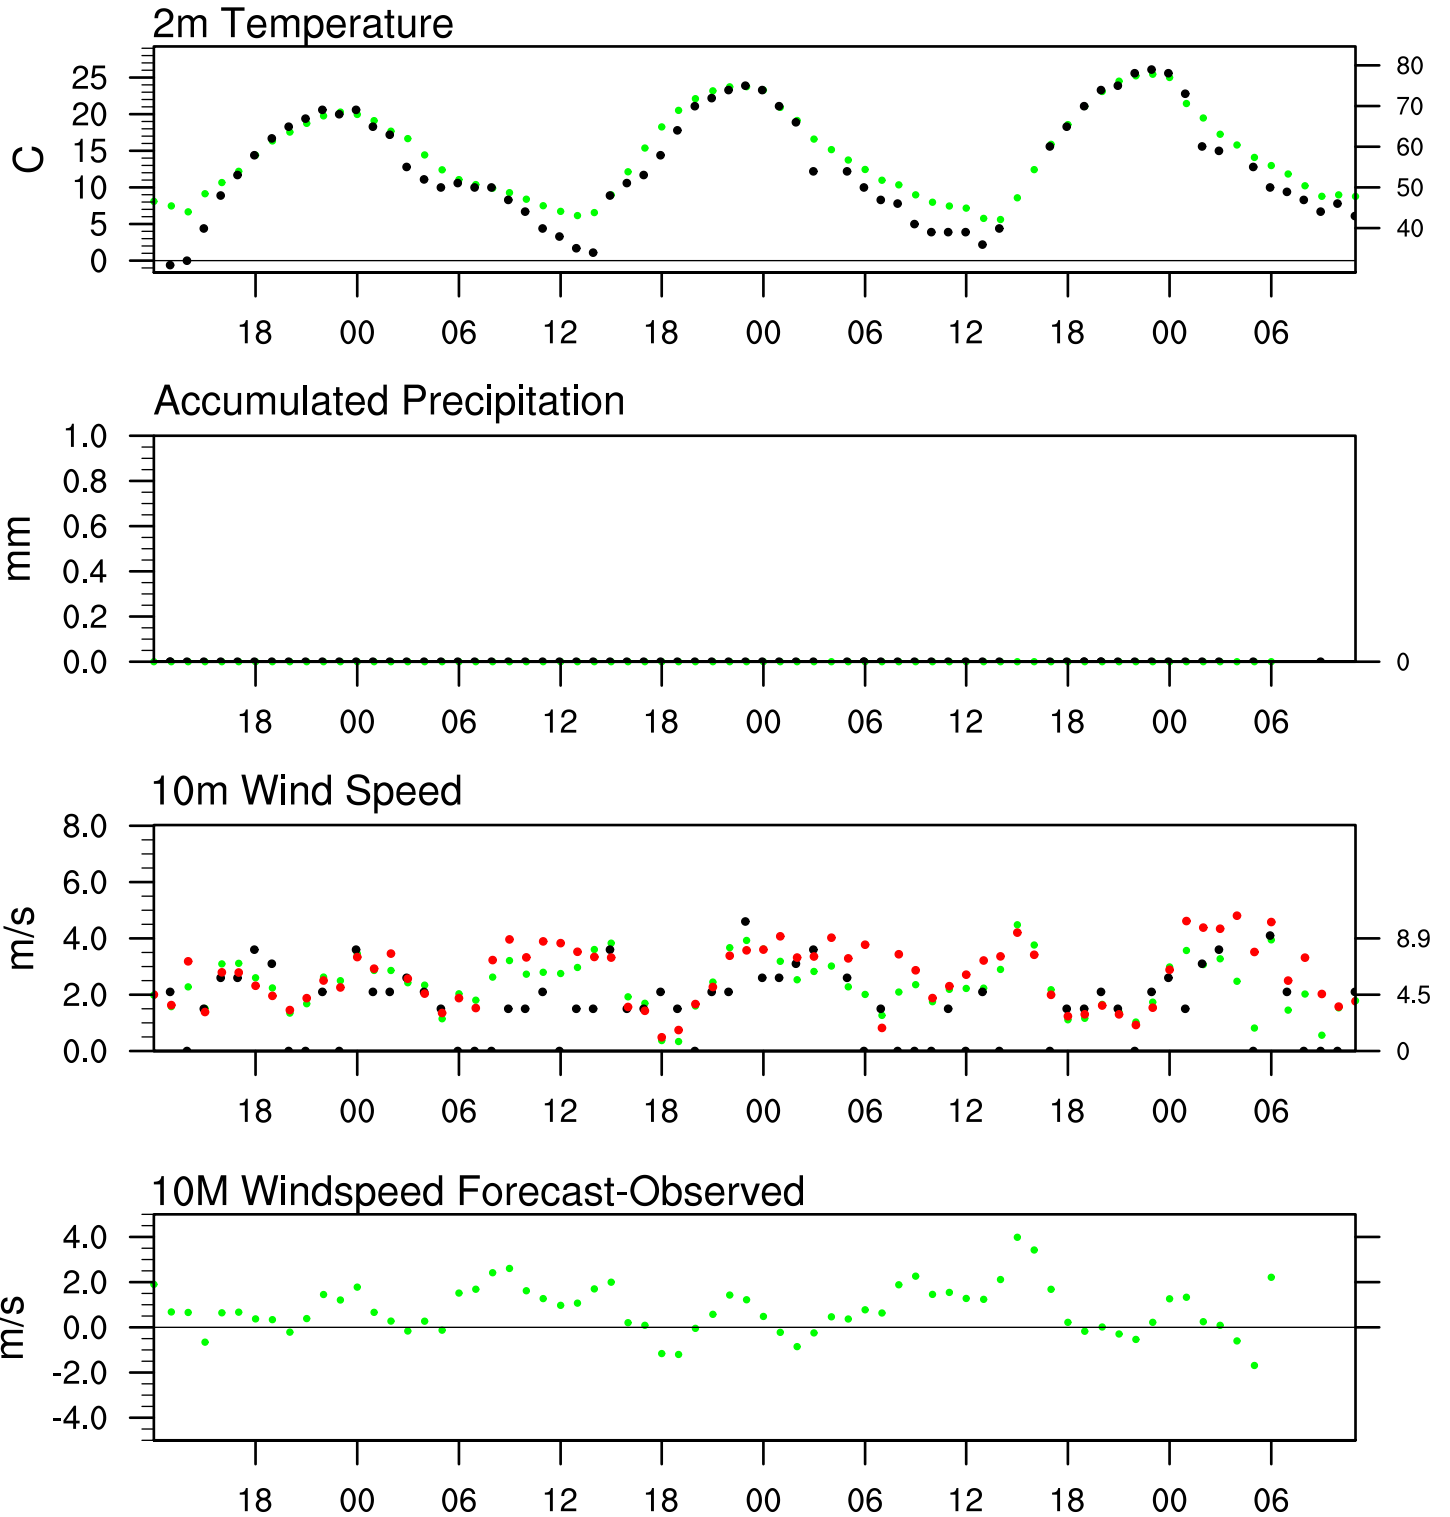 2m Temperature
25
20
15
10
5
0
C
80
70
60
50
40
18 00 06 12 18 00 06 12 18 00 06
Accumulated Precipitation
1.0
0.8
0.6
0.4
0.2
0.0
mm
0
18 00 06 12 18 00 06 12 18 00 06
10m Wind Speed
8.0
6.0
4.0
2.0
0.0
m/s
8.9
4.5
0
18 00 06 12 18 00 06 12 18 00 06
10M Windspeed Forecast-Observed
4.0
2.0
0.0
-2.0
-4.0
m/s
18 00 06 12 18 00 06 12 18 00 06